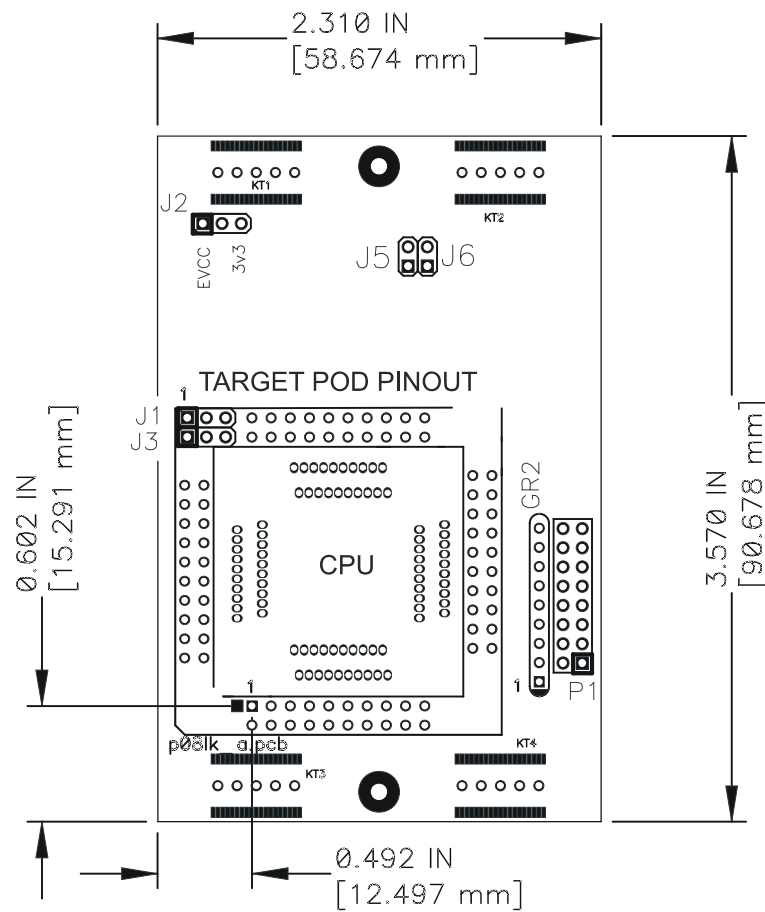 2.310 IN
[58.674 mm]
KT1
KT2
J2
EVCC
3v3
J5
J6
TARGET POD PINOUT
1
J1
J3
GR2
CPU
0.602 IN
[15.291 mm]
3.570 IN
[90.678 mm]
1
1
P1
p08lk_a.pcb
KT4
KT3
0.492 IN
[12.497 mm]